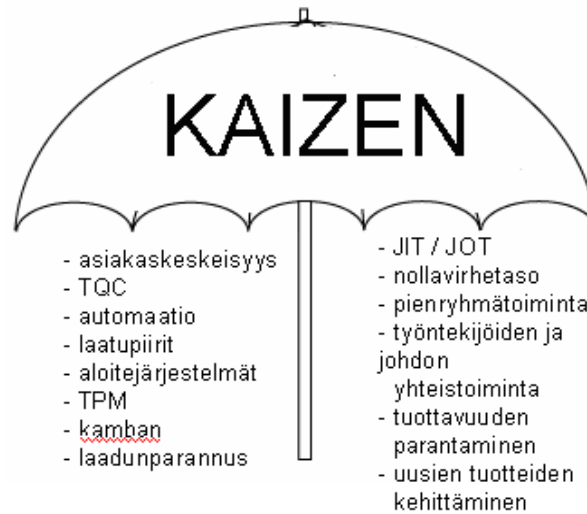 KAIZEN
- asiakaskeskeisyys
- TQC
- automaatio
- laatupiirit
- aloitejärjestelmät
- TPM
- kamban
- laadunparannus
- JIT / JOT
- nollavirhetaso
- pienryhmätoiminta
- työntekijöiden ja
johdon
yhteistoiminta
- tuottavuuden
parantaminen
- uusien tuotteiden
kehittäminen